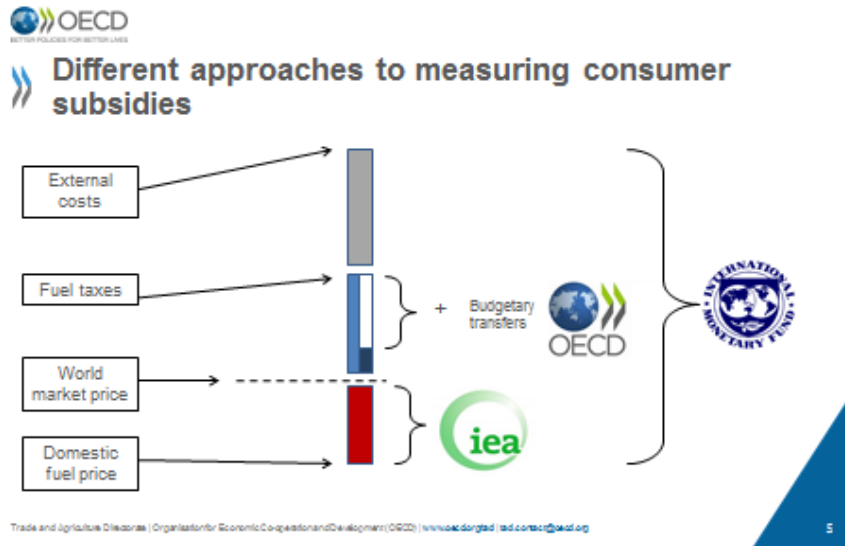 OECD
BETTER POLICIES FOR BETTER LIVES
Different approaches to measuring consumer
subsidies
External
costs
Fuel taxes
World
market price
Domestic
fuel price
+
Budgetary
transfers
OECD
iea
INTERNATIONAL
MONETARY FUND
Trade and Agriculture Directorate | Organisation for Economic Co-operation and Development (OECD) | www.oecd.org/tad | tad.contact@oecd.org
5